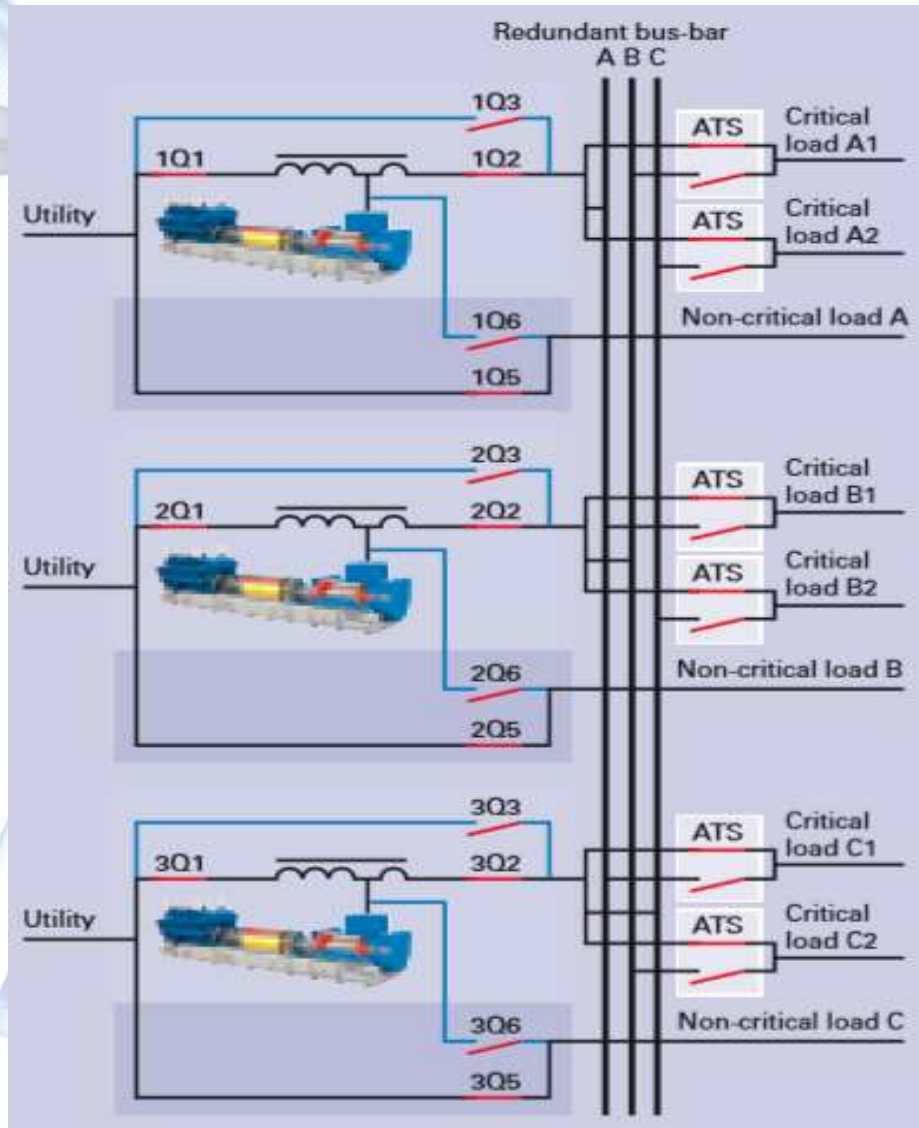 Redundant bus-bar
A B C
1Q3
ATS
Critical
load A1
1Q1
1Q2
Utility
ATS
Critical
load A2
1Q6
Non-critical load A
1Q5
2Q3
ATS
Critical
load B1
2Q1
2Q2
Utility
ATS
Critical
load B2
2Q6
Non-critical load B
2Q5
3Q3
ATS
Critical
load C1
3Q1
3Q2
Utility
ATS
Critical
load C2
3Q6
Non-critical load C
3Q5